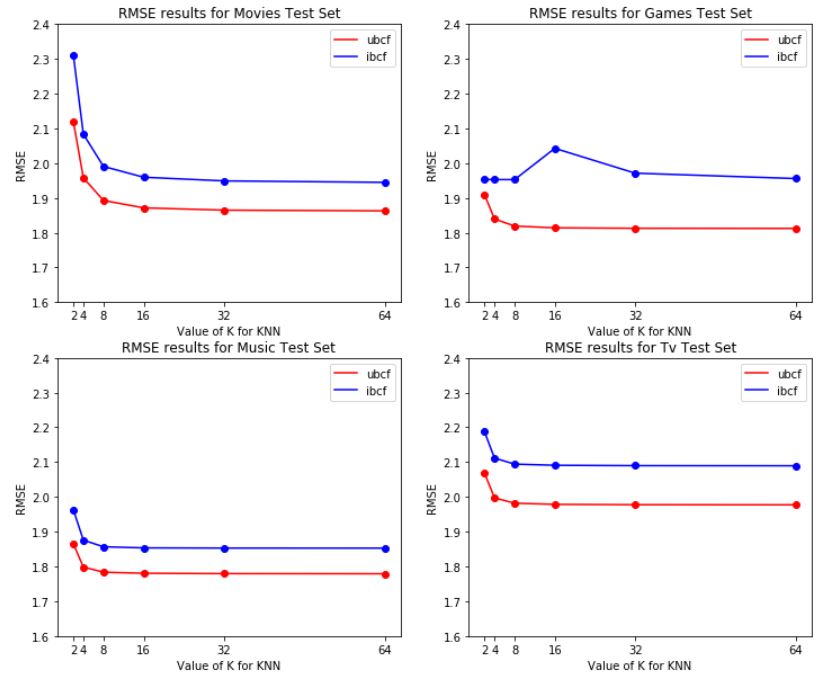 RMSE results for Movies Test Set
2.4
2.3
2.2
2.1
2.0
1.9
1.8
1.7
1.6
RMSE
ubcf
ibcf
2 4 8 16 32 64
Value of K for KNN
RMSE results for Games Test Set
2.4
2.3
2.2
2.1
2.0
1.9
1.8
1.7
1.6
RMSE
ubcf
ibcf
2 4 8 16 32 64
Value of K for KNN
RMSE results for Music Test Set
2.4
2.3
2.2
2.1
2.0
1.9
1.8
1.7
1.6
RMSE
ubcf
ibcf
2 4 8 16 32 64
Value of K for KNN
RMSE results for Tv Test Set
2.4
2.3
2.2
2.1
2.0
1.9
1.8
1.7
1.6
RMSE
ubcf
ibcf
2 4 8 16 32 64
Value of K for KNN